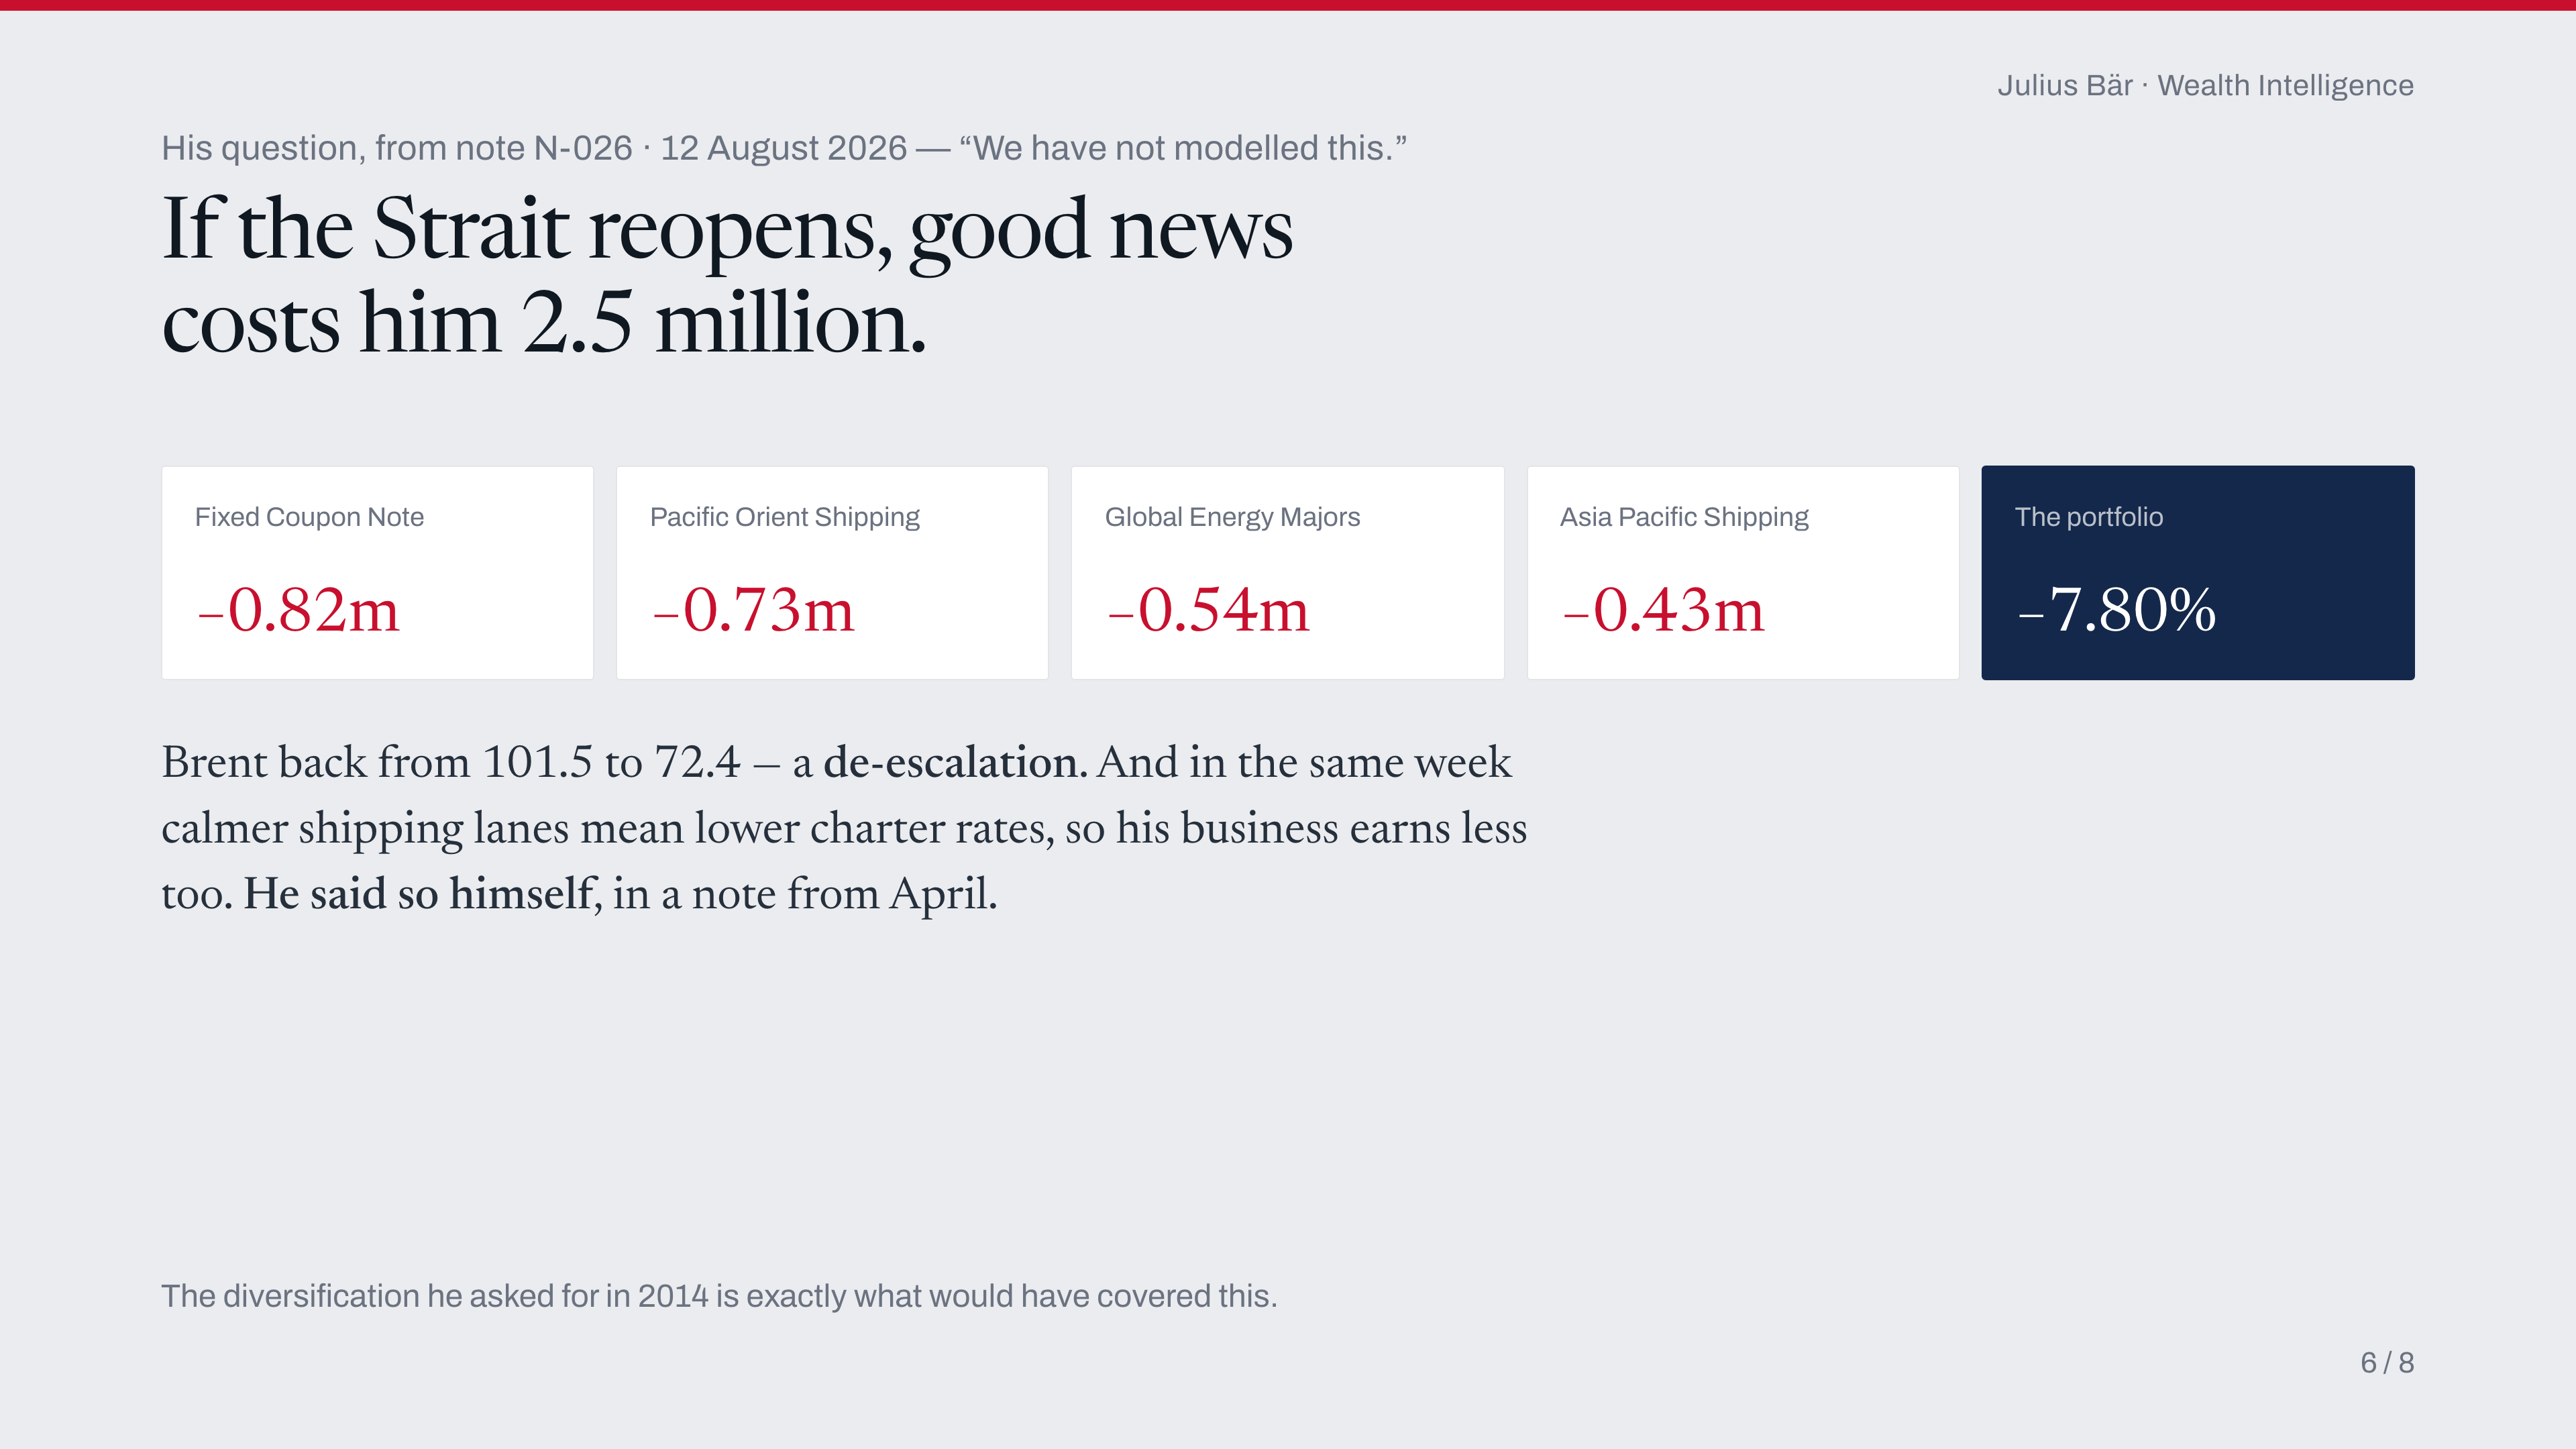 Julius Bär · Wealth Intelligence
His question, from note N-026 · 12 August 2026 — “We have not modelled this.”
If the Strait reopens, good news
costs him 2.5 million.
Fixed Coupon Note
–0.82m
Pacific Orient Shipping
–0.73m
Global Energy Majors
–0.54m
Asia Pacific Shipping
–0.43m
The portfolio
–7.80%
Brent back from 101.5 to 72.4 – a de-escalation. And in the same week
calmer shipping lanes mean lower charter rates, so his business earns less
too. He said so himself, in a note from April.
The diversification he asked for in 2014 is exactly what would have covered this.
6 / 8